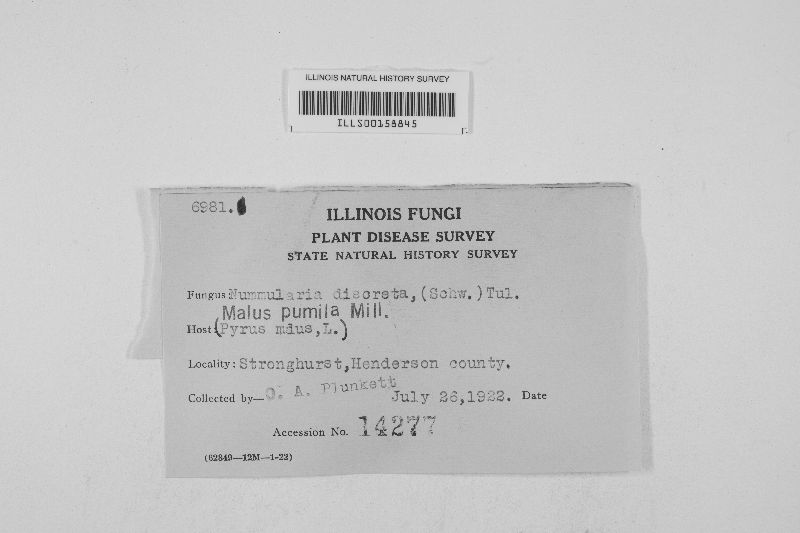 ILLINOIS NATURAL HISTORY SURVEY
ILLS00158845
6981.
ILLINOIS FUNGI
PLANT DISEASE SURVEY
STATE NATURAL HISTORY SURVEY
Fungus Nummularia discreta, (Schw.) Tul.
Malus pumila Mill.
Host: (Pyrus mlus, L.)
Locality: Stronghurst, Henderson county.
Collected by— O. A. Plunkett July 26, 1922. Date
Accession No. 14277
(62849—12M—1-22)